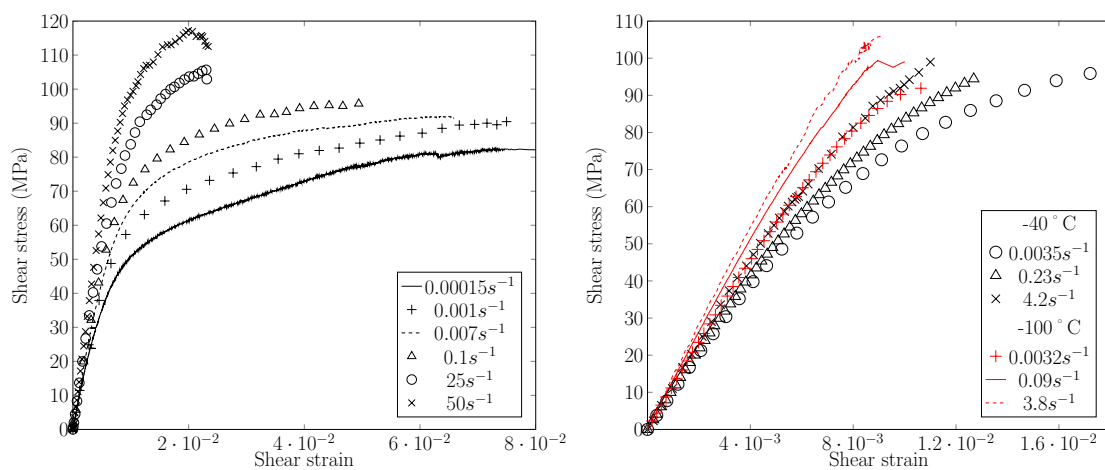 120
110
100
90
80
70
60
50
40
30
20
10
0
Shear stress (MPa)
2·10⁻²
4·10⁻²
6·10⁻²
8·10⁻²
Shear strain
0.00015s⁻¹
0.001s⁻¹
0.007s⁻¹
0.1s⁻¹
25s⁻¹
50s⁻¹
110
100
90
80
70
60
50
40
30
20
10
0
Shear stress (MPa)
4·10⁻³
8·10⁻³
1.2·10⁻²
1.6·10⁻²
Shear strain
-40°C
0.0035s⁻¹
0.23s⁻¹
4.2s⁻¹
-100°C
0.0032s⁻¹
0.09s⁻¹
3.8s⁻¹